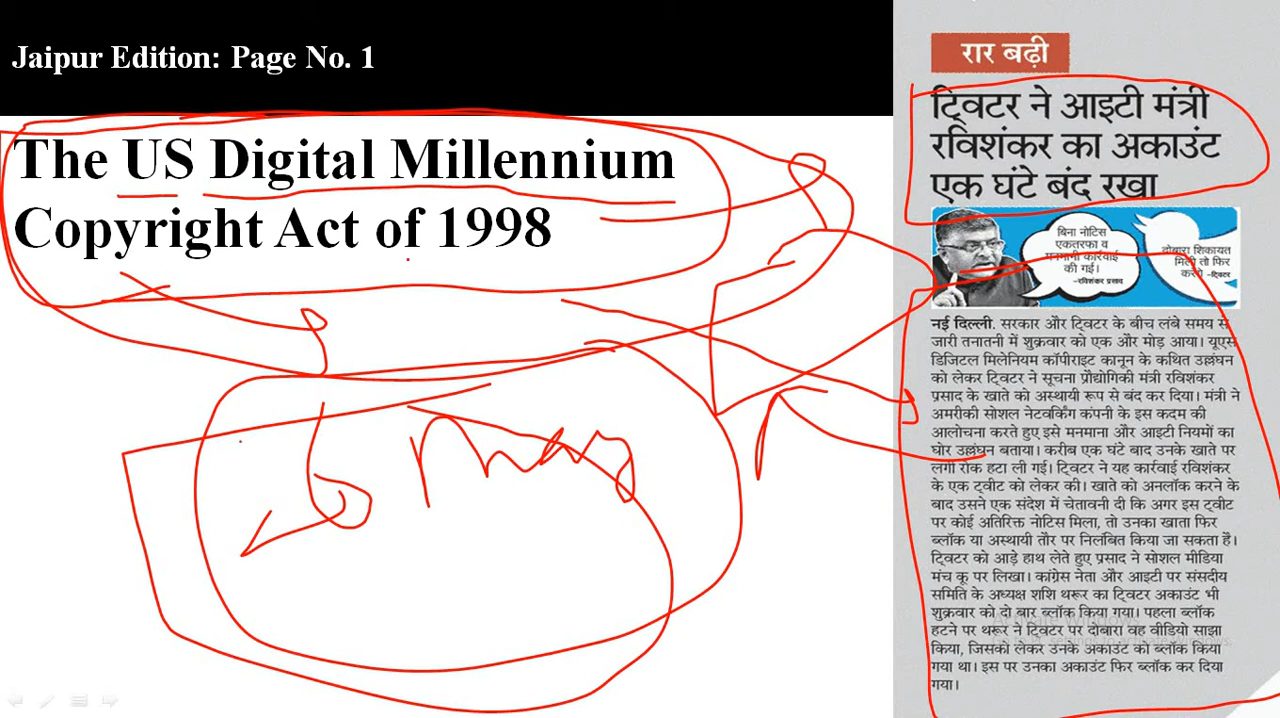 Jaipur Edition: Page No. 1
The US Digital Millennium
Copyright Act of 1998
रार बढ़ी
ट्विटर ने आइटी मंत्री
रविशंकर का अकाउंट
एक घंटे बंद रखा
बिना नोटिस
एकतरफा व
मनमानी कार्रवाई
की गई।
-रविशंकर प्रसाद
दोबारा शिकायत
मिली तो फिर
करेंगे -ट्विटर
नई दिल्ली. सरकार और ट्विटर के बीच लंबे समय से
जारी तनातनी में शुक्रवार को एक और मोड़ आया। यूएस
डिजिटल मिलेनियम कॉपीराइट कानून के कथित उल्लंघन
को लेकर ट्विटर ने सूचना प्रौद्योगिकी मंत्री रविशंकर
प्रसाद के खाते को अस्थायी रूप से बंद कर दिया। मंत्री ने
अमरीकी सोशल नेटवर्किंग कंपनी के इस कदम की
आलोचना करते हुए इसे मनमाना और आइटी नियमों का
घोर उल्लंघन बताया। करीब एक घंटे बाद उनके खाते पर
लगी रोक हटा ली गई। ट्विटर ने यह कार्रवाई रविशंकर
के एक ट्वीट को लेकर की। खाते को अनलॉक करने के
बाद उसने एक संदेश में चेतावनी दी कि अगर इस ट्वीट
पर कोई अतिरिक्त नोटिस मिला, तो उनका खाता फिर
ब्लॉक या अस्थायी तौर पर निलंबित किया जा सकता है।
ट्विटर को आड़े हाथ लेते हुए प्रसाद ने सोशल मीडिया
मंच कू पर लिखा। कांग्रेस नेता और आइटी पर संसदीय
समिति के अध्यक्ष शशि थरूर का ट्विटर अकाउंट भी
शुक्रवार को दो बार ब्लॉक किया गया। पहला ब्लॉक
हटने पर थरूर ने ट्विटर पर दोबारा वह वीडियो साझा
किया, जिसको लेकर उनके अकाउंट को ब्लॉक किया
गया था। इस पर उनका अकाउंट फिर ब्लॉक कर दिया
गया।